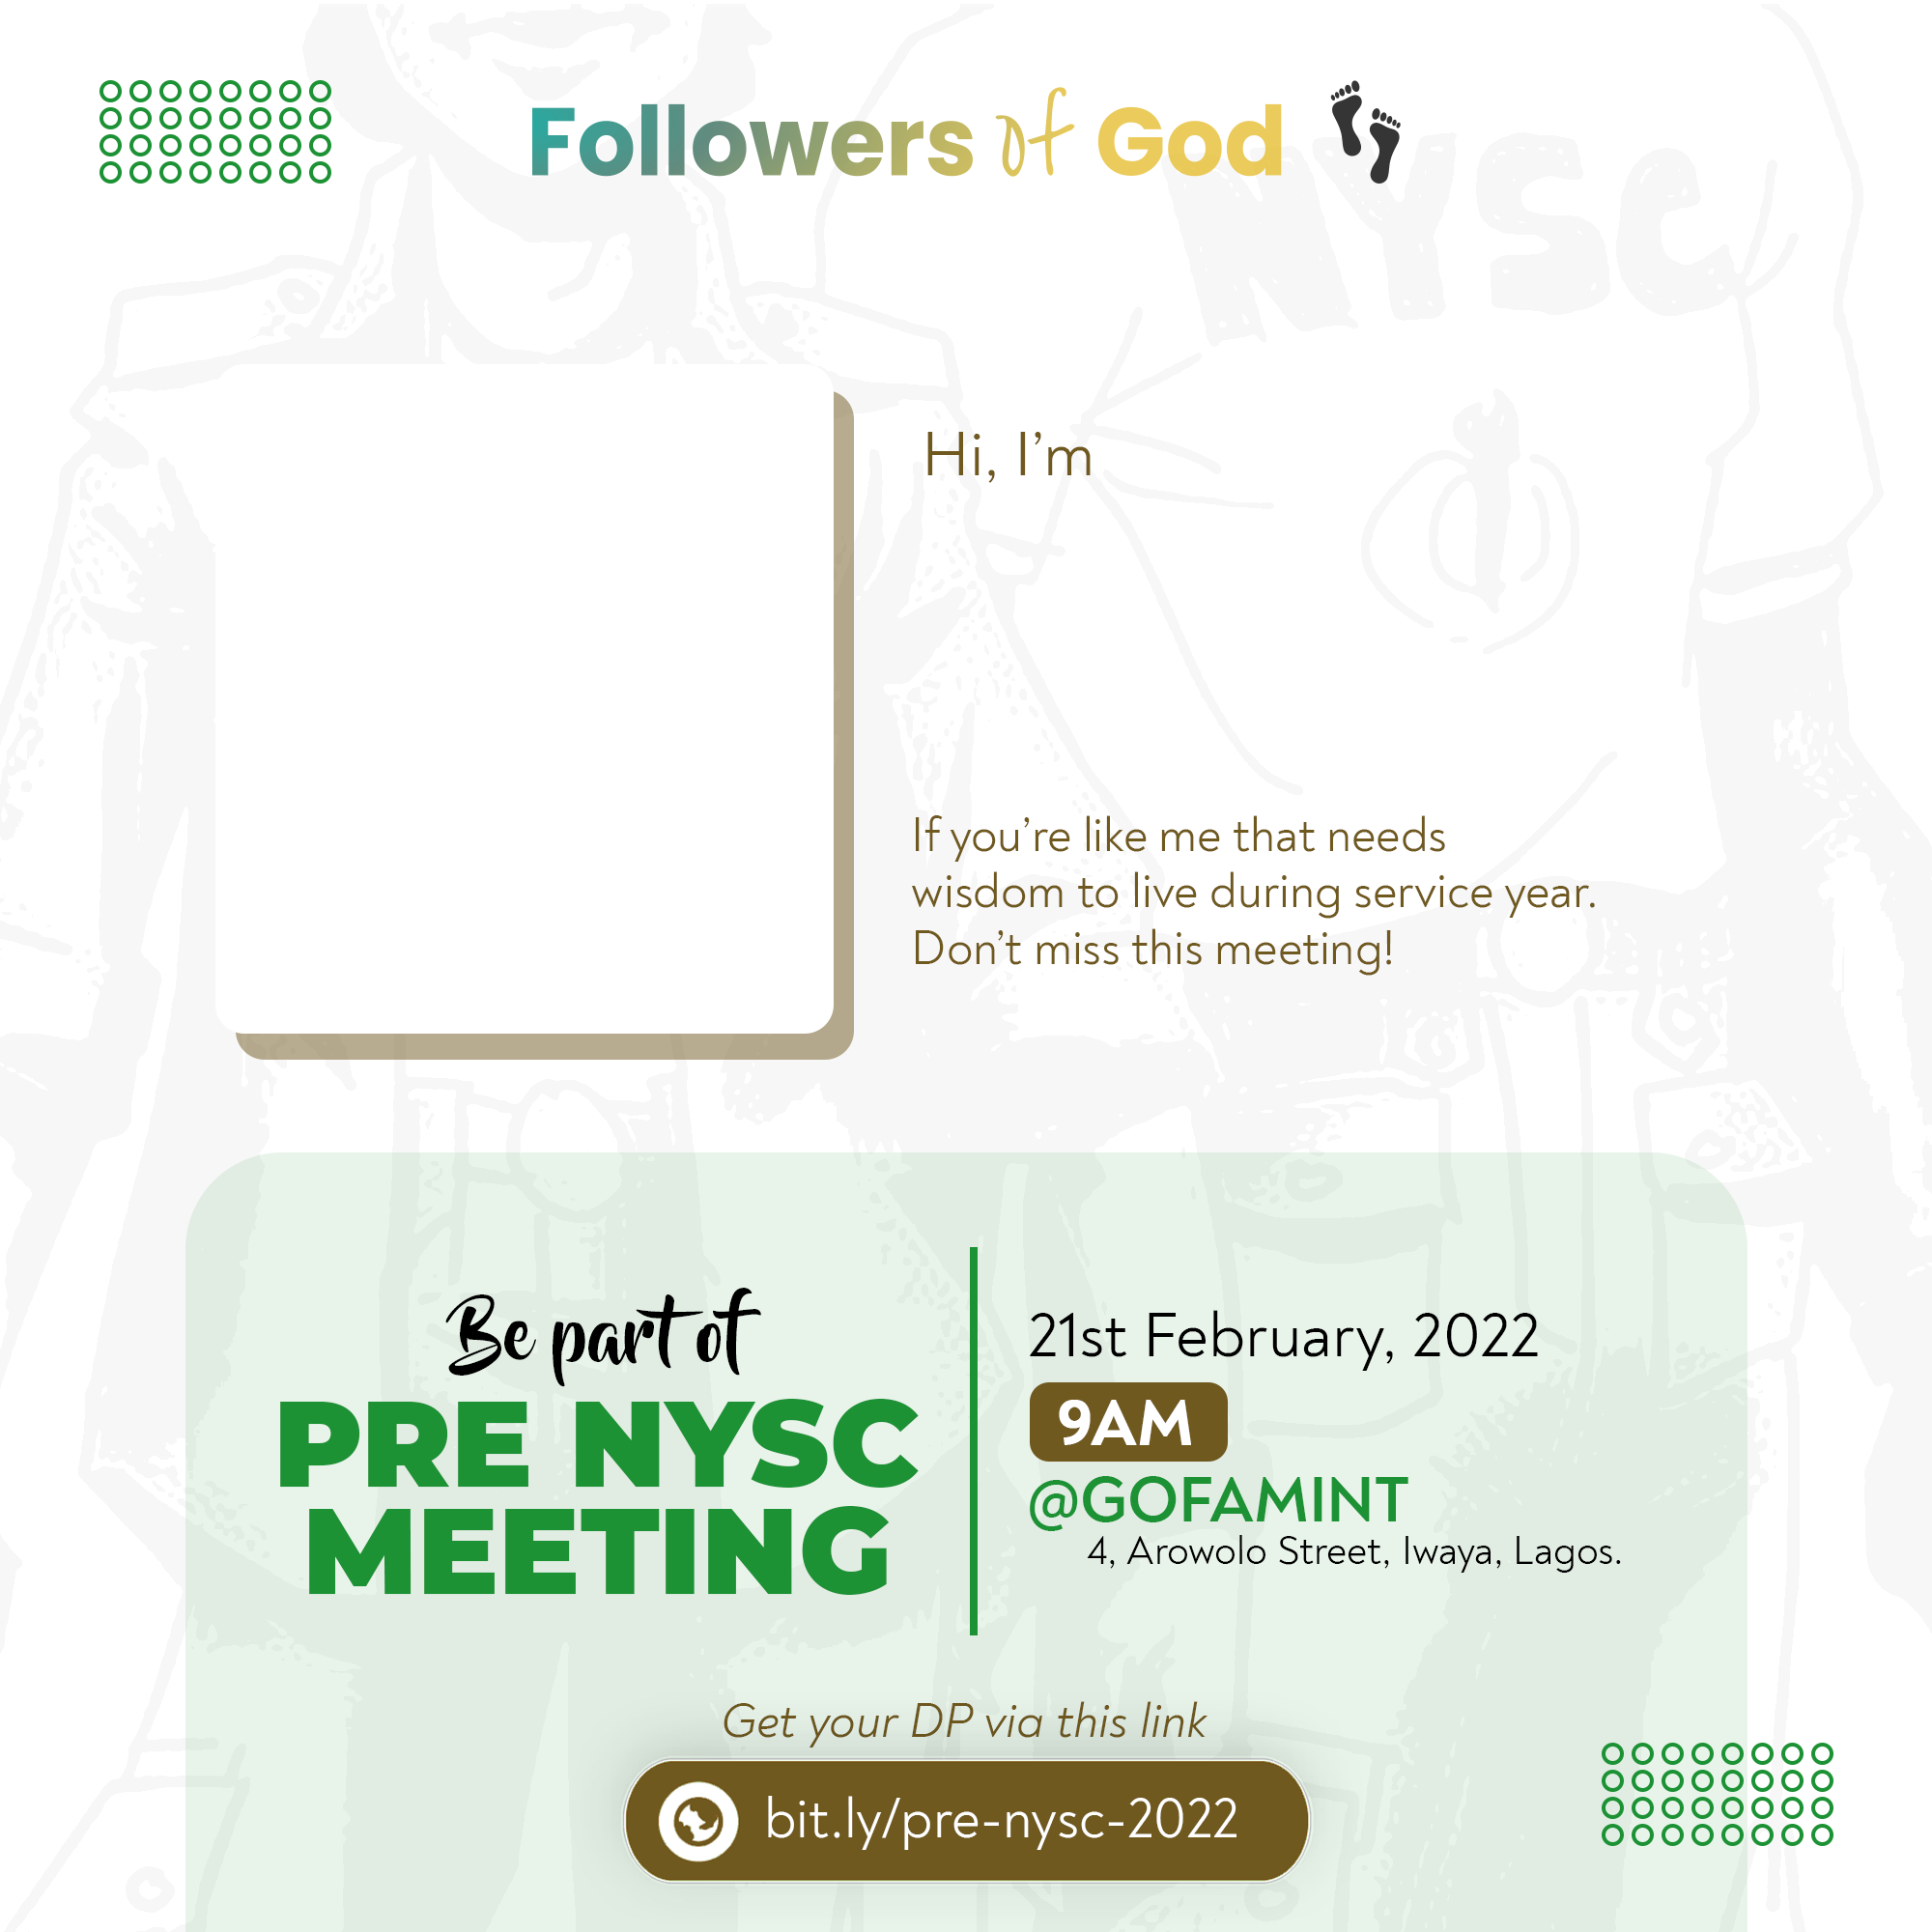 Followers of God
NYSC
Hi, I’m
If you’re like me that needs
wisdom to live during service year.
Don’t miss this meeting!
Be part of
PRE NYSC
MEETING
21st February, 2022
9AM
@GOFAMINT
4, Arowolo Street, Iwaya, Lagos.
Get your DP via this link
bit.ly/pre-nysc-2022